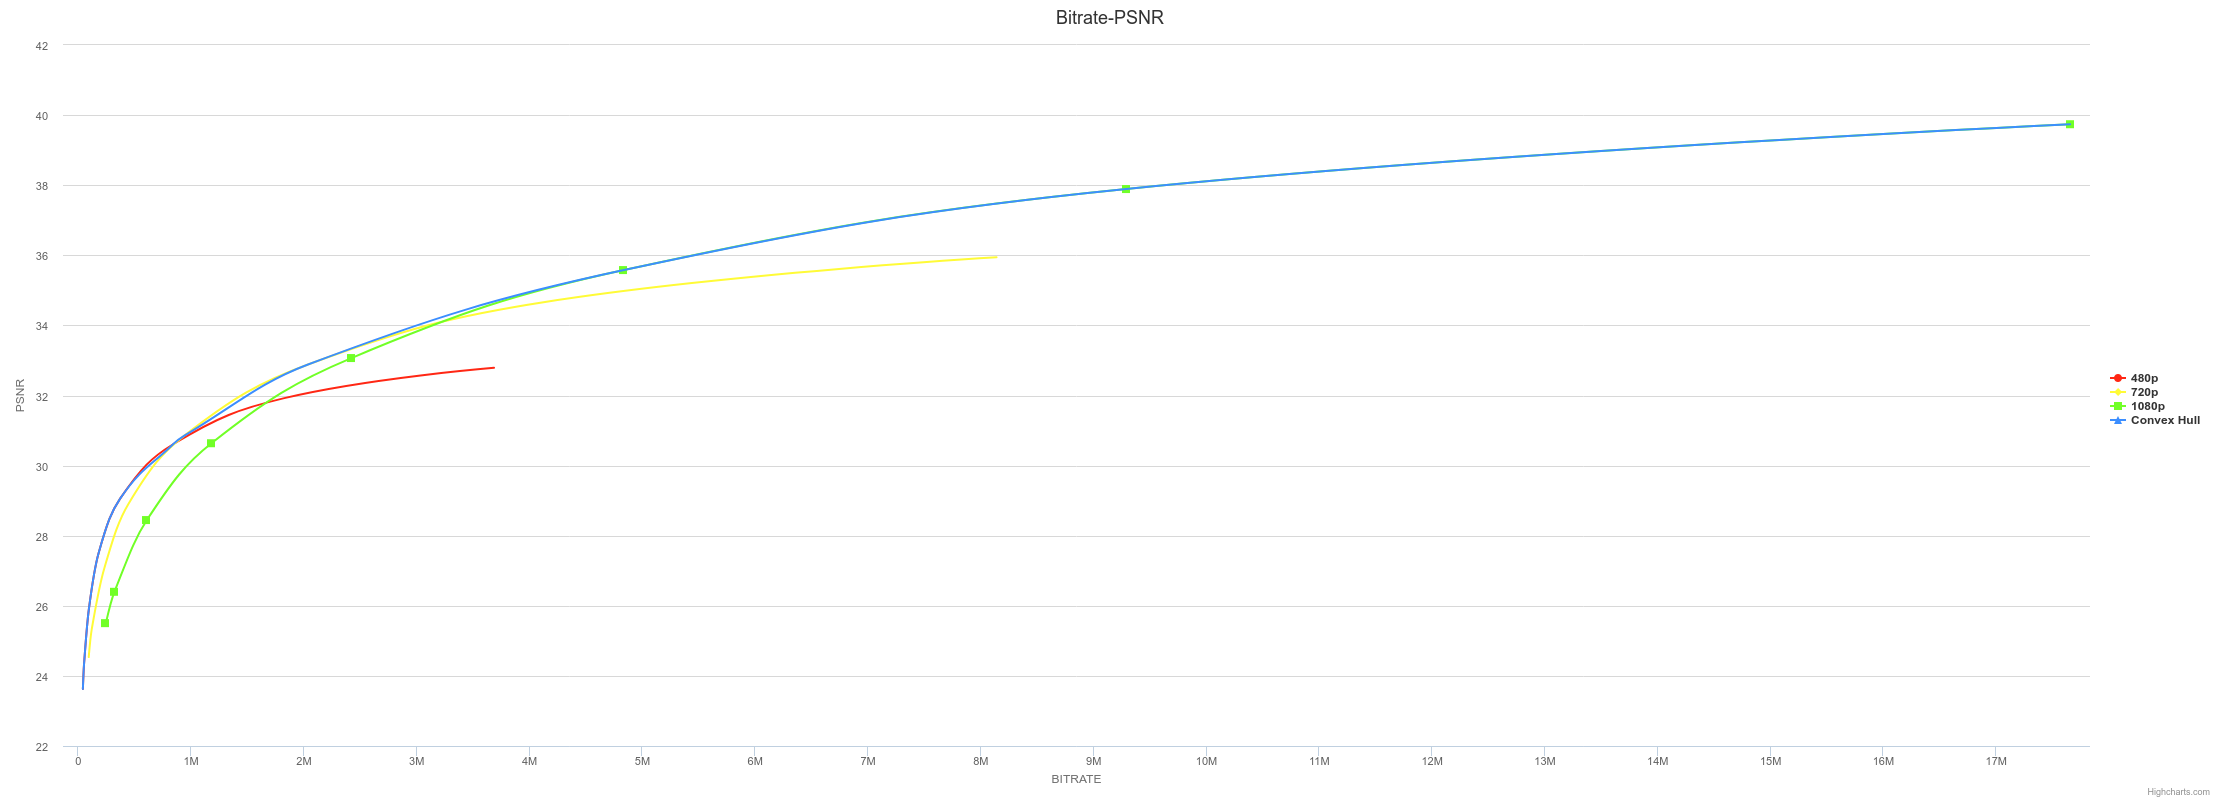 Bitrate-PSNR
42
40
38
36
34
32
30
28
26
24
22
PSNR
0 1M 2M 3M 4M 5M 6M 7M 8M 9M 10M 11M 12M 13M 14M 15M 16M 17M
BITRATE
480p
720p
1080p
Convex Hull
Highcharts.com